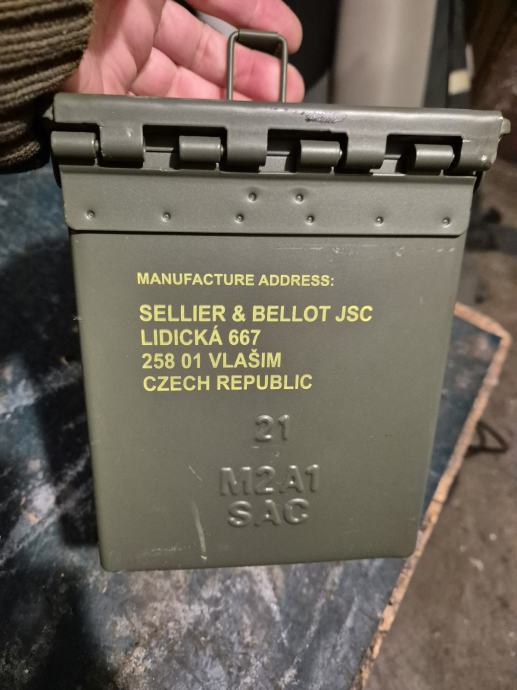 MANUFACTURE ADDRESS:
SELLIER & BELLOT JSC
LIDICKÁ 667
258 01 VLAŠIM
CZECH REPUBLIC
21
M2A1
SAC